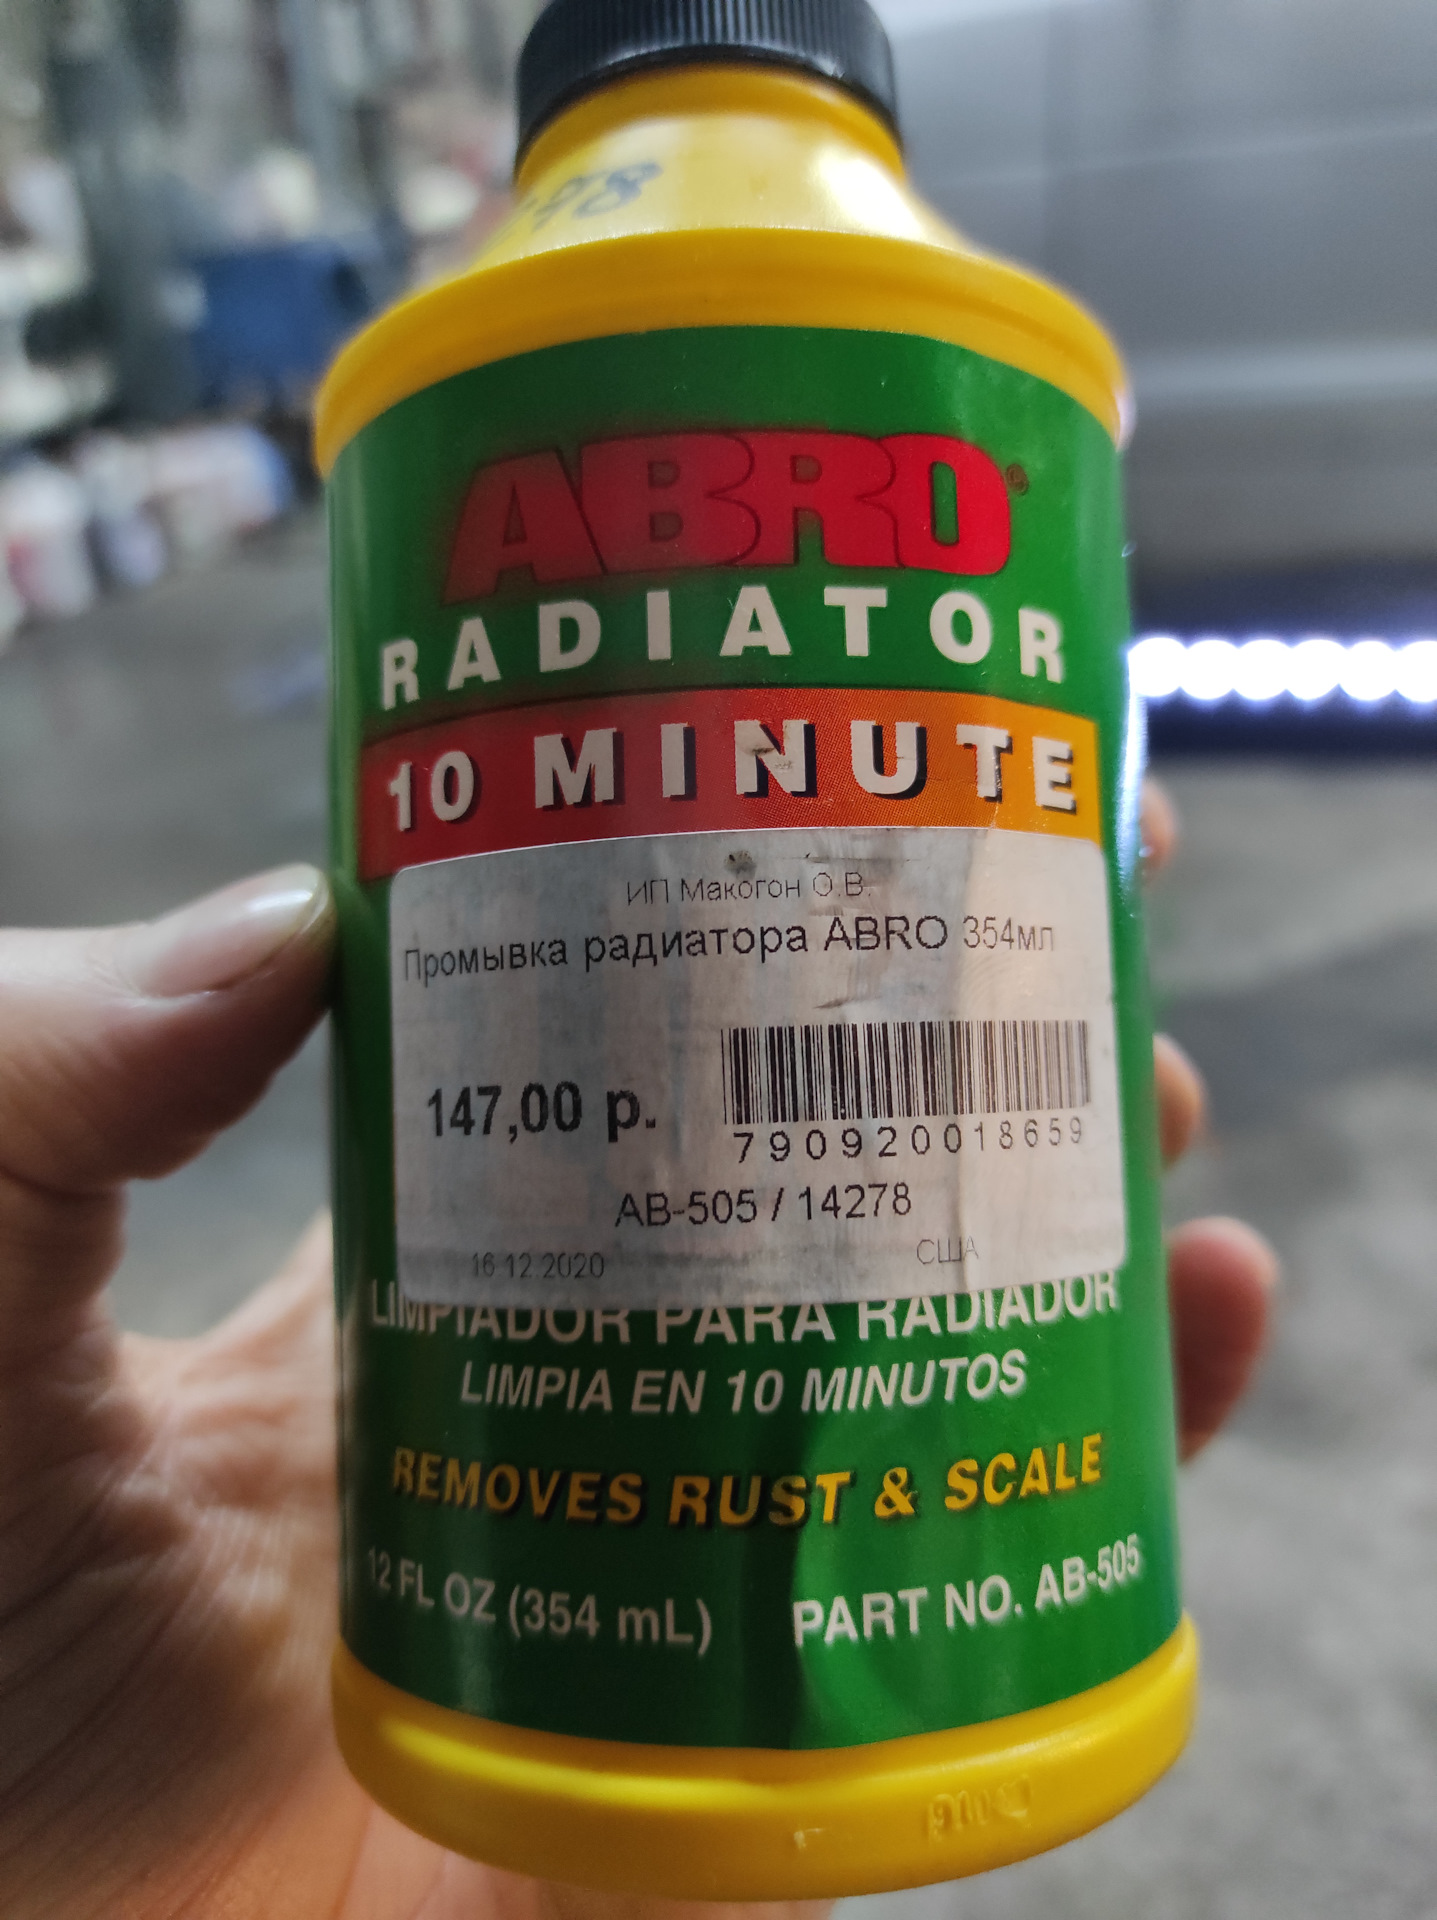 ABRO®
RADIATOR
10 MINUTE
ИП Макогон О.В.
Промывка радиатора ABRO 354мл
147,00 р.
790920018659
AB-505 / 14278
16.12.2020 США
LIMPIADOR PARA RADIADOR
LIMPIA EN 10 MINUTOS
REMOVES RUST & SCALE
12 FL OZ (354 mL) PART NO. AB-505